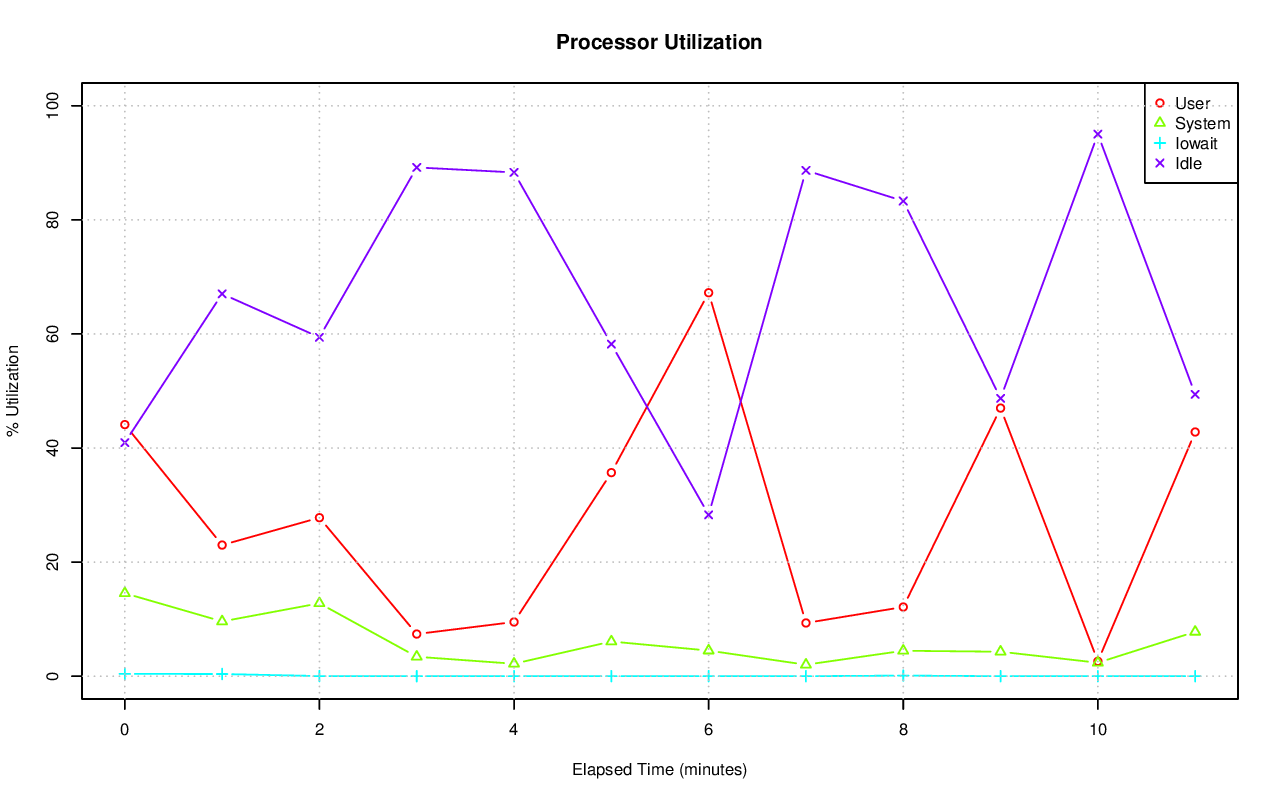 Processor Utilization
100
80
60
40
20
0
% Utilization
User
System
Iowait
Idle
0 2 4 6 8 10
Elapsed Time (minutes)